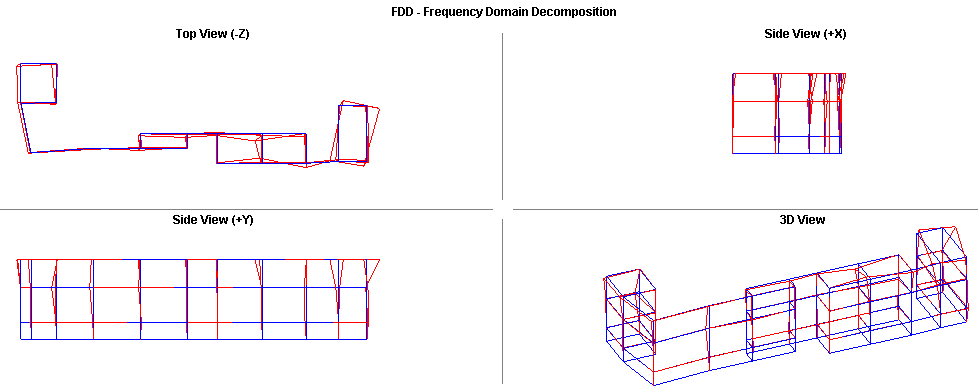 FDD - Frequency Domain Decomposition
Top View (-Z)
Side View (+X)
Side View (+Y)
3D View